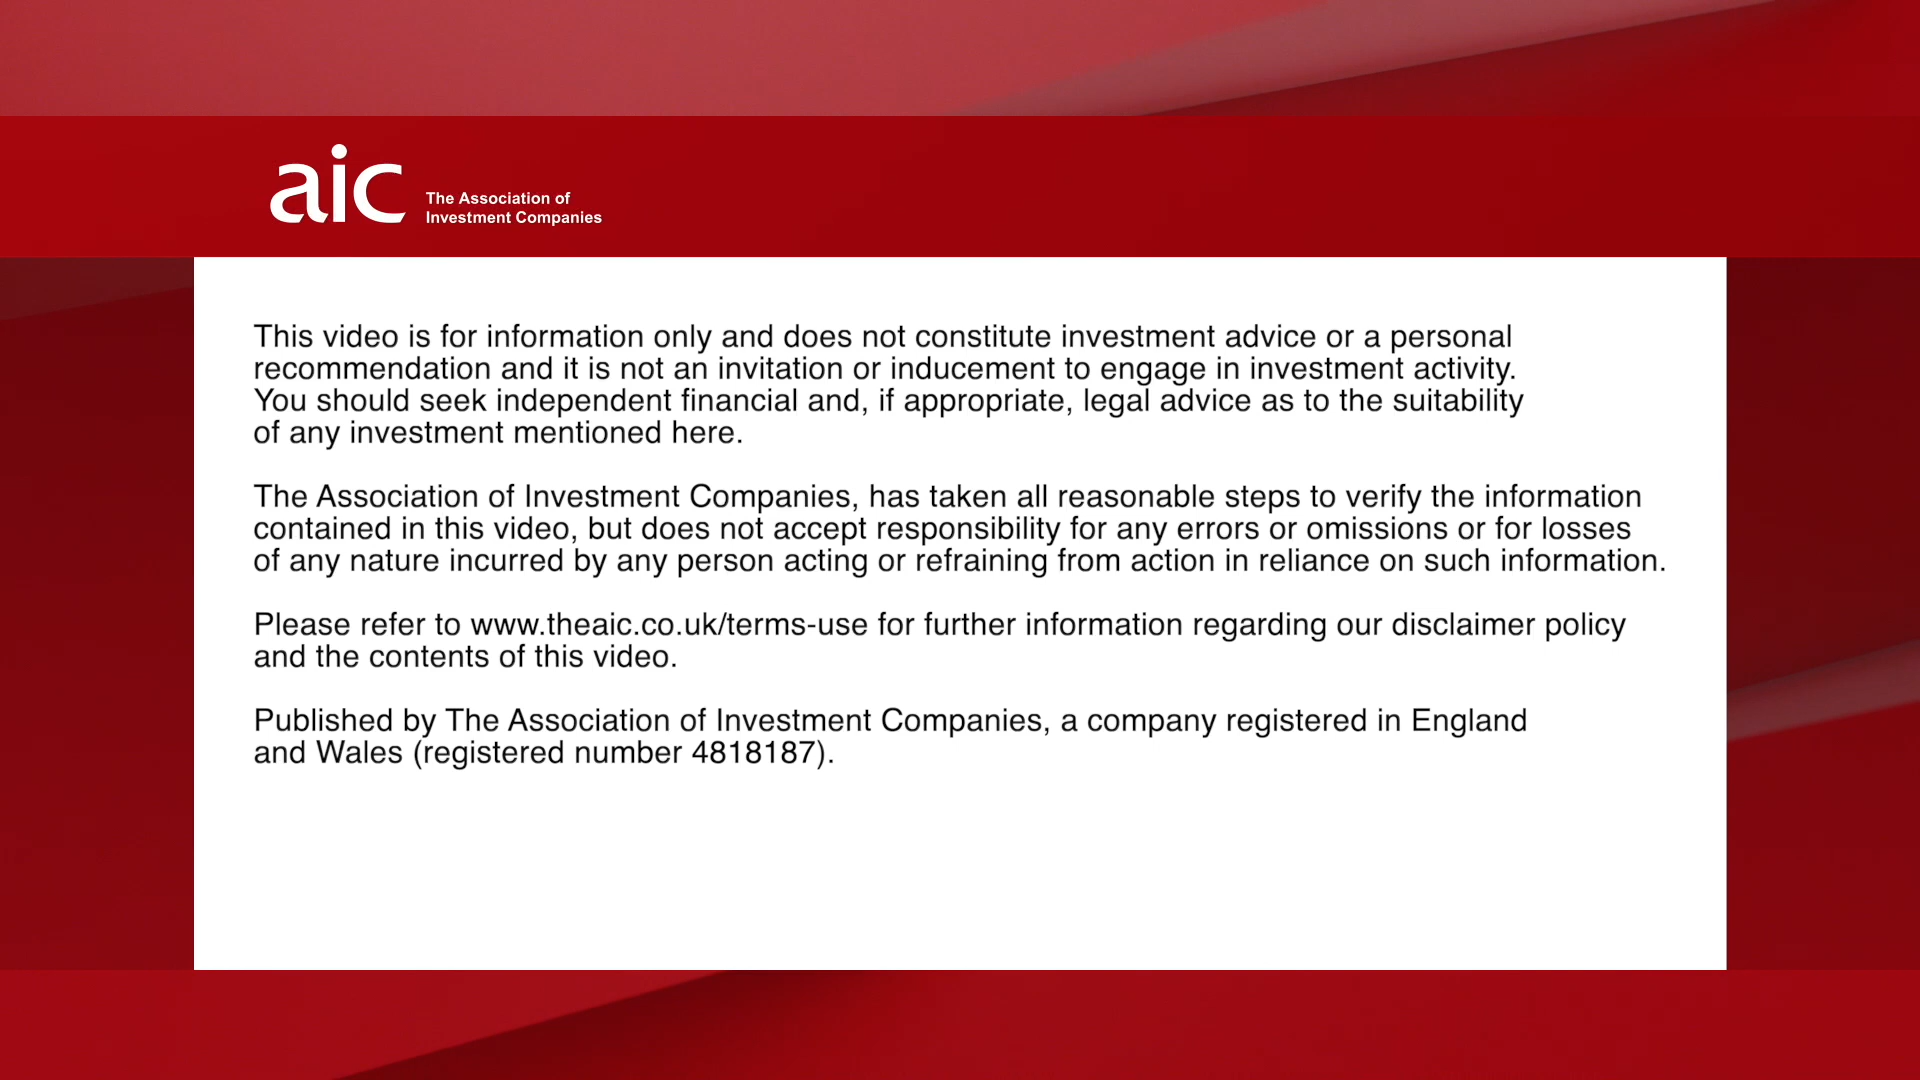 aic
The Association of
Investment Companies
This video is for information only and does not constitute investment advice or a personal
recommendation and it is not an invitation or inducement to engage in investment activity.
You should seek independent financial and, if appropriate, legal advice as to the suitability
of any investment mentioned here.
The Association of Investment Companies, has taken all reasonable steps to verify the information
contained in this video, but does not accept responsibility for any errors or omissions or for losses
of any nature incurred by any person acting or refraining from action in reliance on such information.
Please refer to www.theaic.co.uk/terms-use for further information regarding our disclaimer policy
and the contents of this video.
Published by The Association of Investment Companies, a company registered in England
and Wales (registered number 4818187).